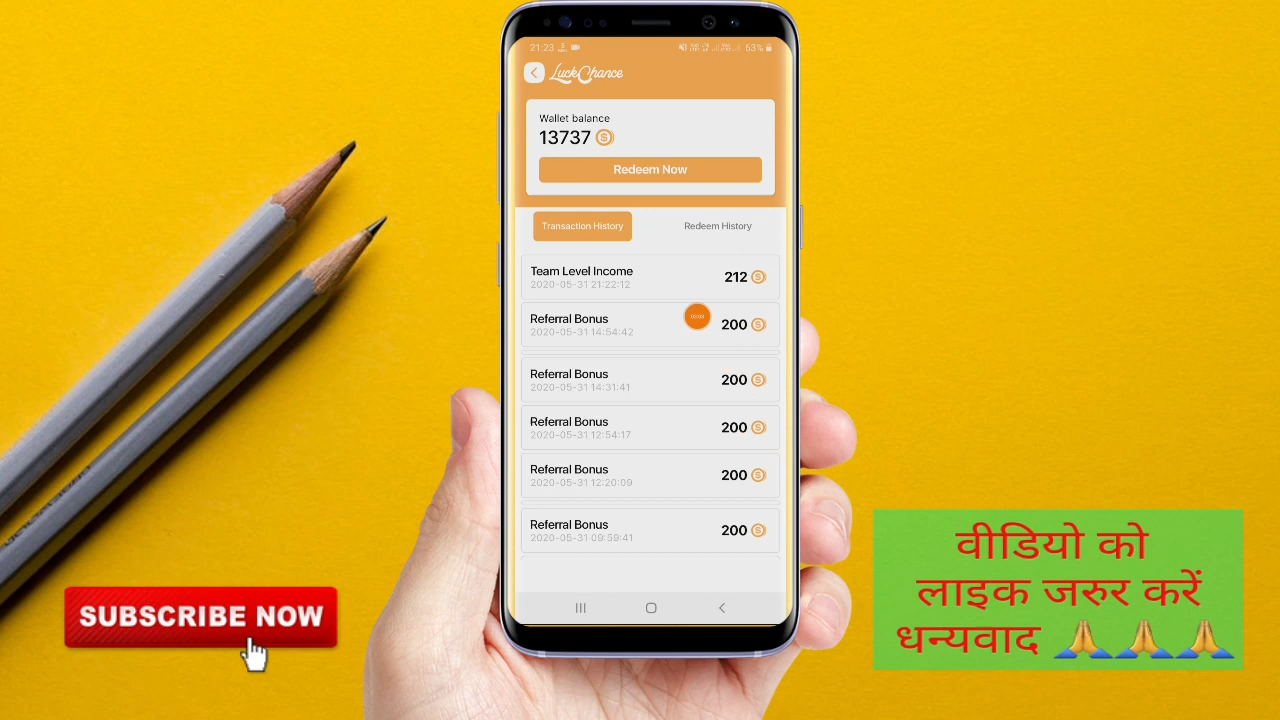 21:23
63%
LuckChance
Wallet balance
13737
Redeem Now
Transaction History
Redeem History
Team Level Income
212
2020-05-31 21:22:12
Referral Bonus
200
2020-05-31 14:54:42
Referral Bonus
200
2020-05-31 14:31:41
Referral Bonus
200
2020-05-31 12:54:17
Referral Bonus
200
2020-05-31 12:20:09
Referral Bonus
200
2020-05-31 09:59:41
SUBSCRIBE NOW
वीडियो को
लाइक जरुर करें
धन्यवाद 🙏🙏🙏